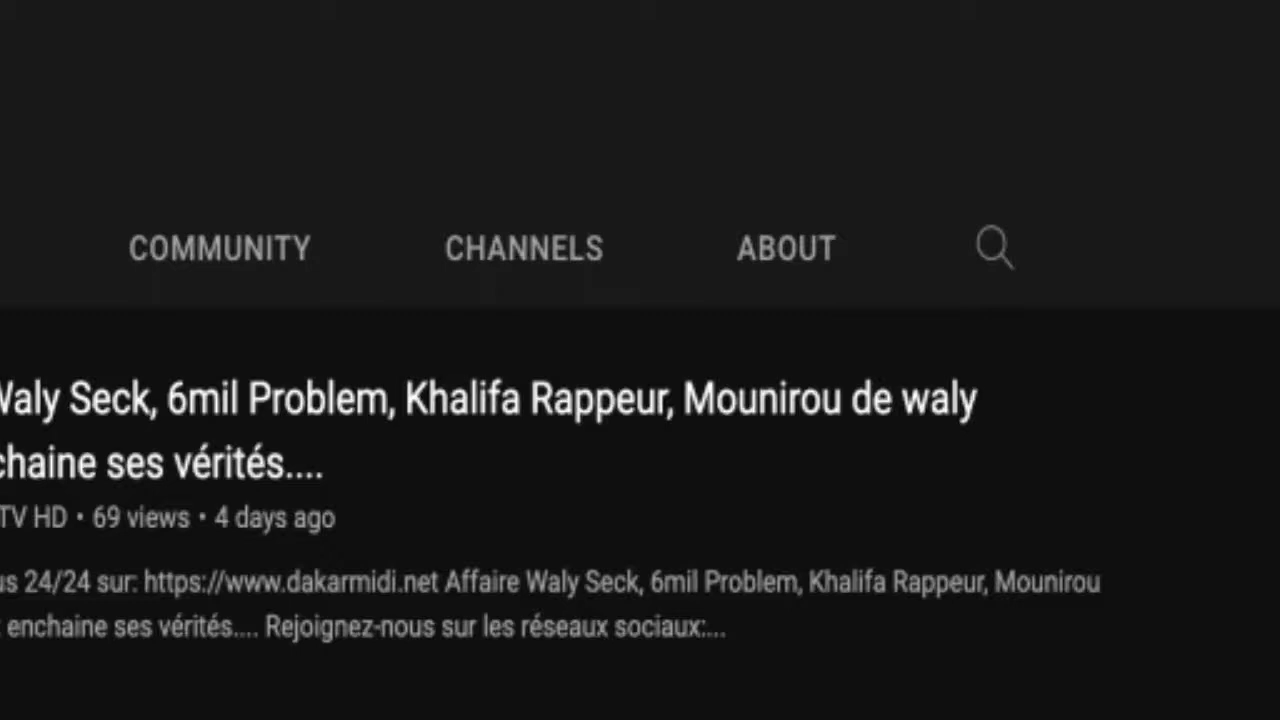 COMMUNITY CHANNELS ABOUT
Waly Seck, 6mil Problem, Khalifa Rappeur, Mounirou de waly
chaine ses vérités....
TV HD • 69 views • 4 days ago
us 24/24 sur: https://www.dakarmidi.net Affaire Waly Seck, 6mil Problem, Khalifa Rappeur, Mounirou
enchaine ses vérités.... Rejoignez-nous sur les réseaux sociaux:...